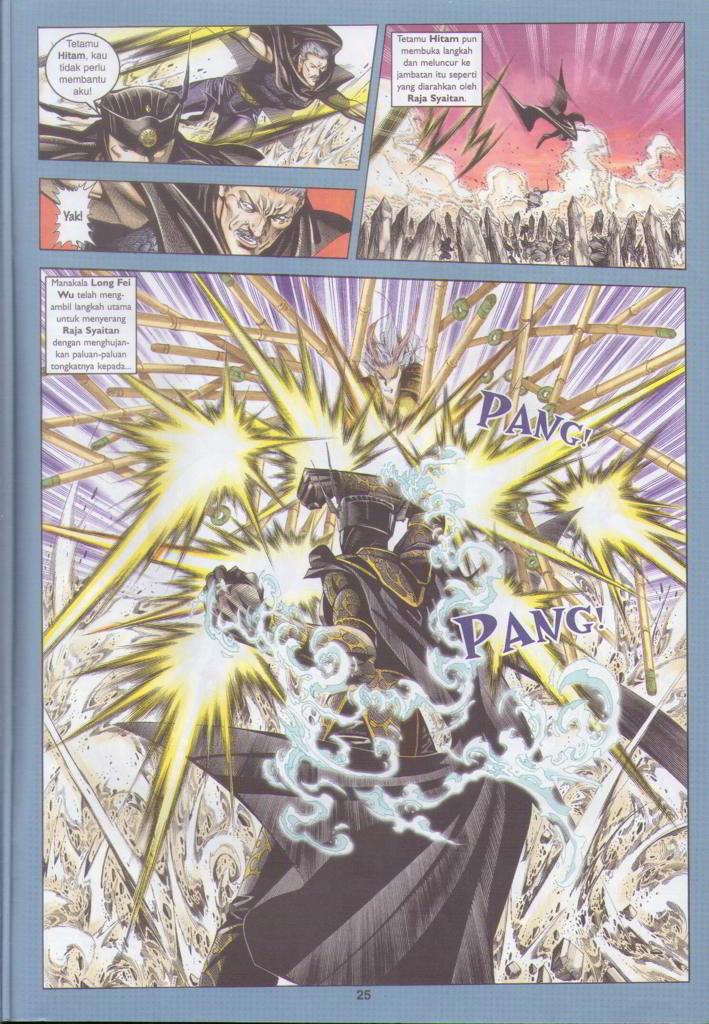 Tetamu
Hitam, kau
tidak perlu
membantu
aku!
Tetamu Hitam pun
membuka langkah
dan meluncur ke
jambatan itu seperti
yang diarahkan oleh
Raja Syaitan.
Yak!
Manakala Long Fei
Wu telah meng-
ambil langkah utama
untuk menyerang
Raja Syaitan
dengan menghujan-
kan paluan-paluan
tongkatnya kepada...
PANG!
PANG!
25